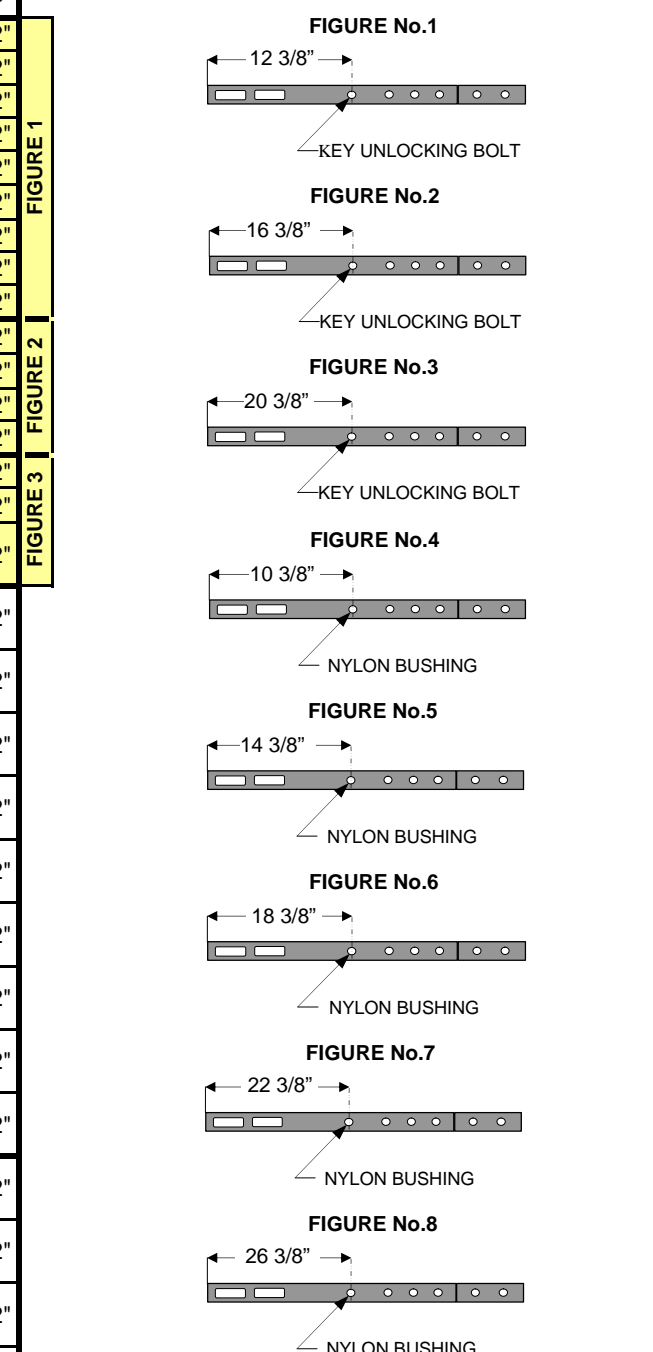 FIGURE 1
FIGURE 2
FIGURE 3
FIGURE No.1
12 3/8”
KEY UNLOCKING BOLT
FIGURE No.2
16 3/8”
KEY UNLOCKING BOLT
FIGURE No.3
20 3/8”
KEY UNLOCKING BOLT
FIGURE No.4
10 3/8”
NYLON BUSHING
FIGURE No.5
14 3/8”
NYLON BUSHING
FIGURE No.6
18 3/8”
NYLON BUSHING
FIGURE No.7
22 3/8”
NYLON BUSHING
FIGURE No.8
26 3/8”
NYLON BUSHING